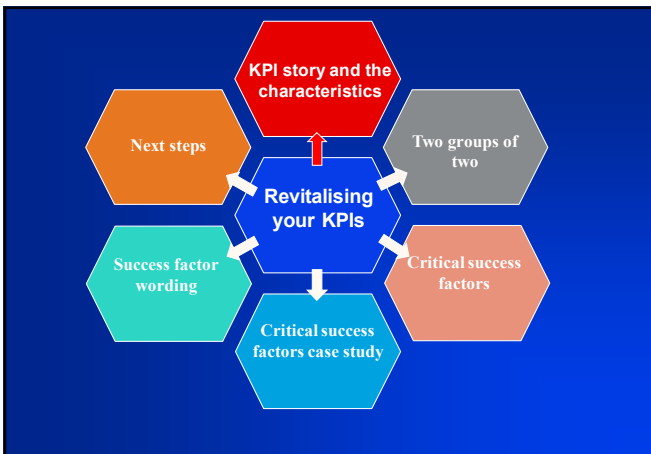 KPI story and the
characteristics
Next steps
Two groups of
two
Revitalising
your KPIs
Success factor
wording
Critical success
factors
Critical success
factors case study